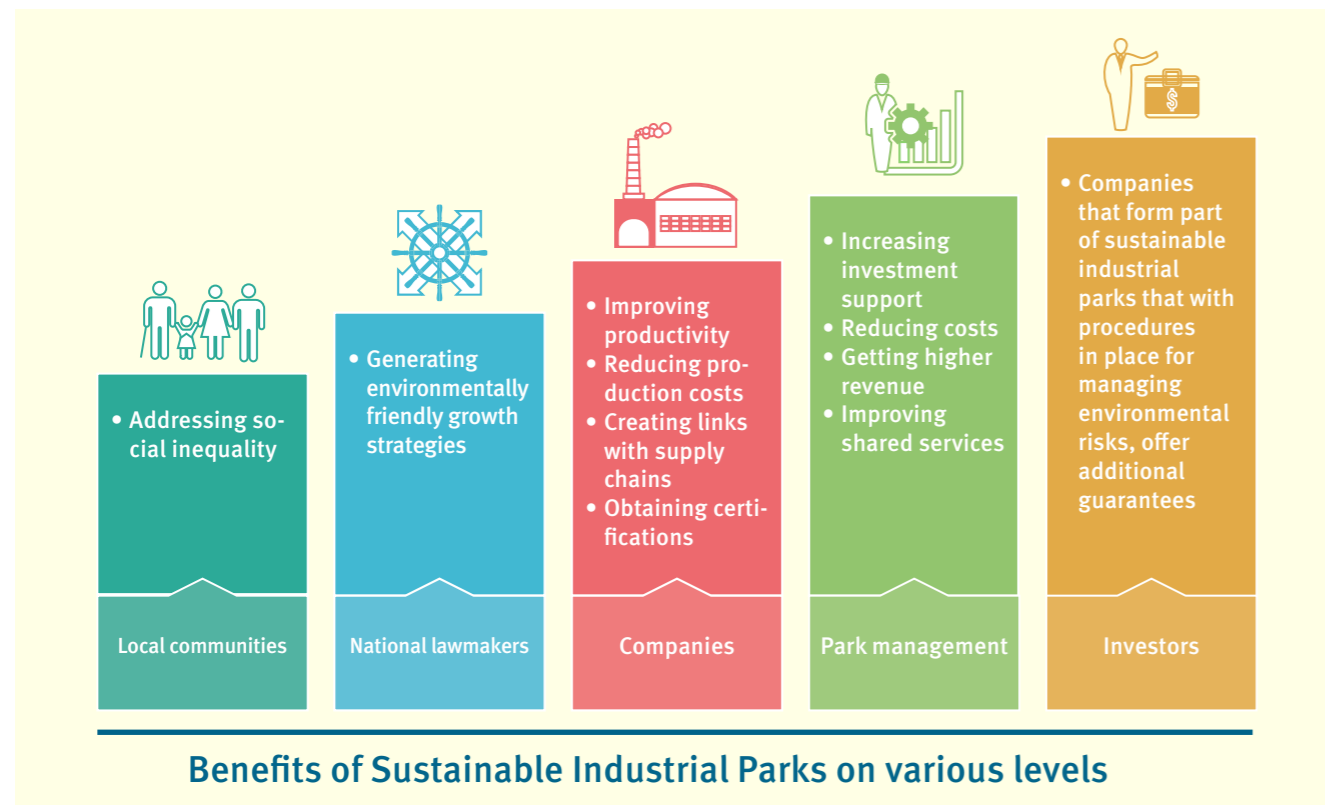 $
• Addressing so-
cial inequality
Local communities
• Generating
environmentally
friendly growth
strategies
National lawmakers
• Improving
productivity
• Reducing pro-
duction costs
• Creating links
with supply
chains
• Obtaining certi-
fications
Companies
• Increasing
investment
support
• Reducing costs
• Getting higher
revenue
• Improving
shared services
Park management
• Companies
that form part
of sustainable
industrial
parks that with
procedures
in place for
managing
environmental
risks, offer
additional
guarantees
Investors
Benefits of Sustainable Industrial Parks on various levels